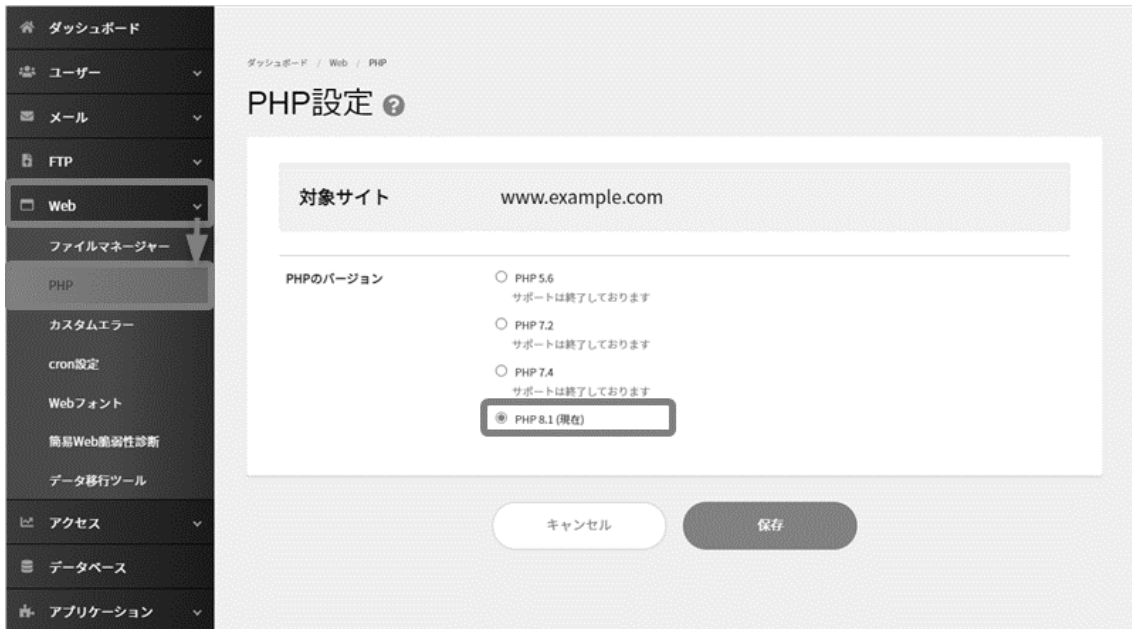 ダッシュボード
ユーザー
メール
FTP
Web
ファイルマネージャー
PHP
カスタムエラー
cron設定
Webフォント
簡易Web脆弱性診断
データ移行ツール
アクセス
データベース
アプリケーション
ダッシュボード / Web / PHP
PHP設定 ?
対象サイト www.example.com
PHPのバージョン
PHP 5.6
サポートは終了しております
PHP 7.2
サポートは終了しております
PHP 7.4
サポートは終了しております
PHP 8.1 (現在)
キャンセル 保存